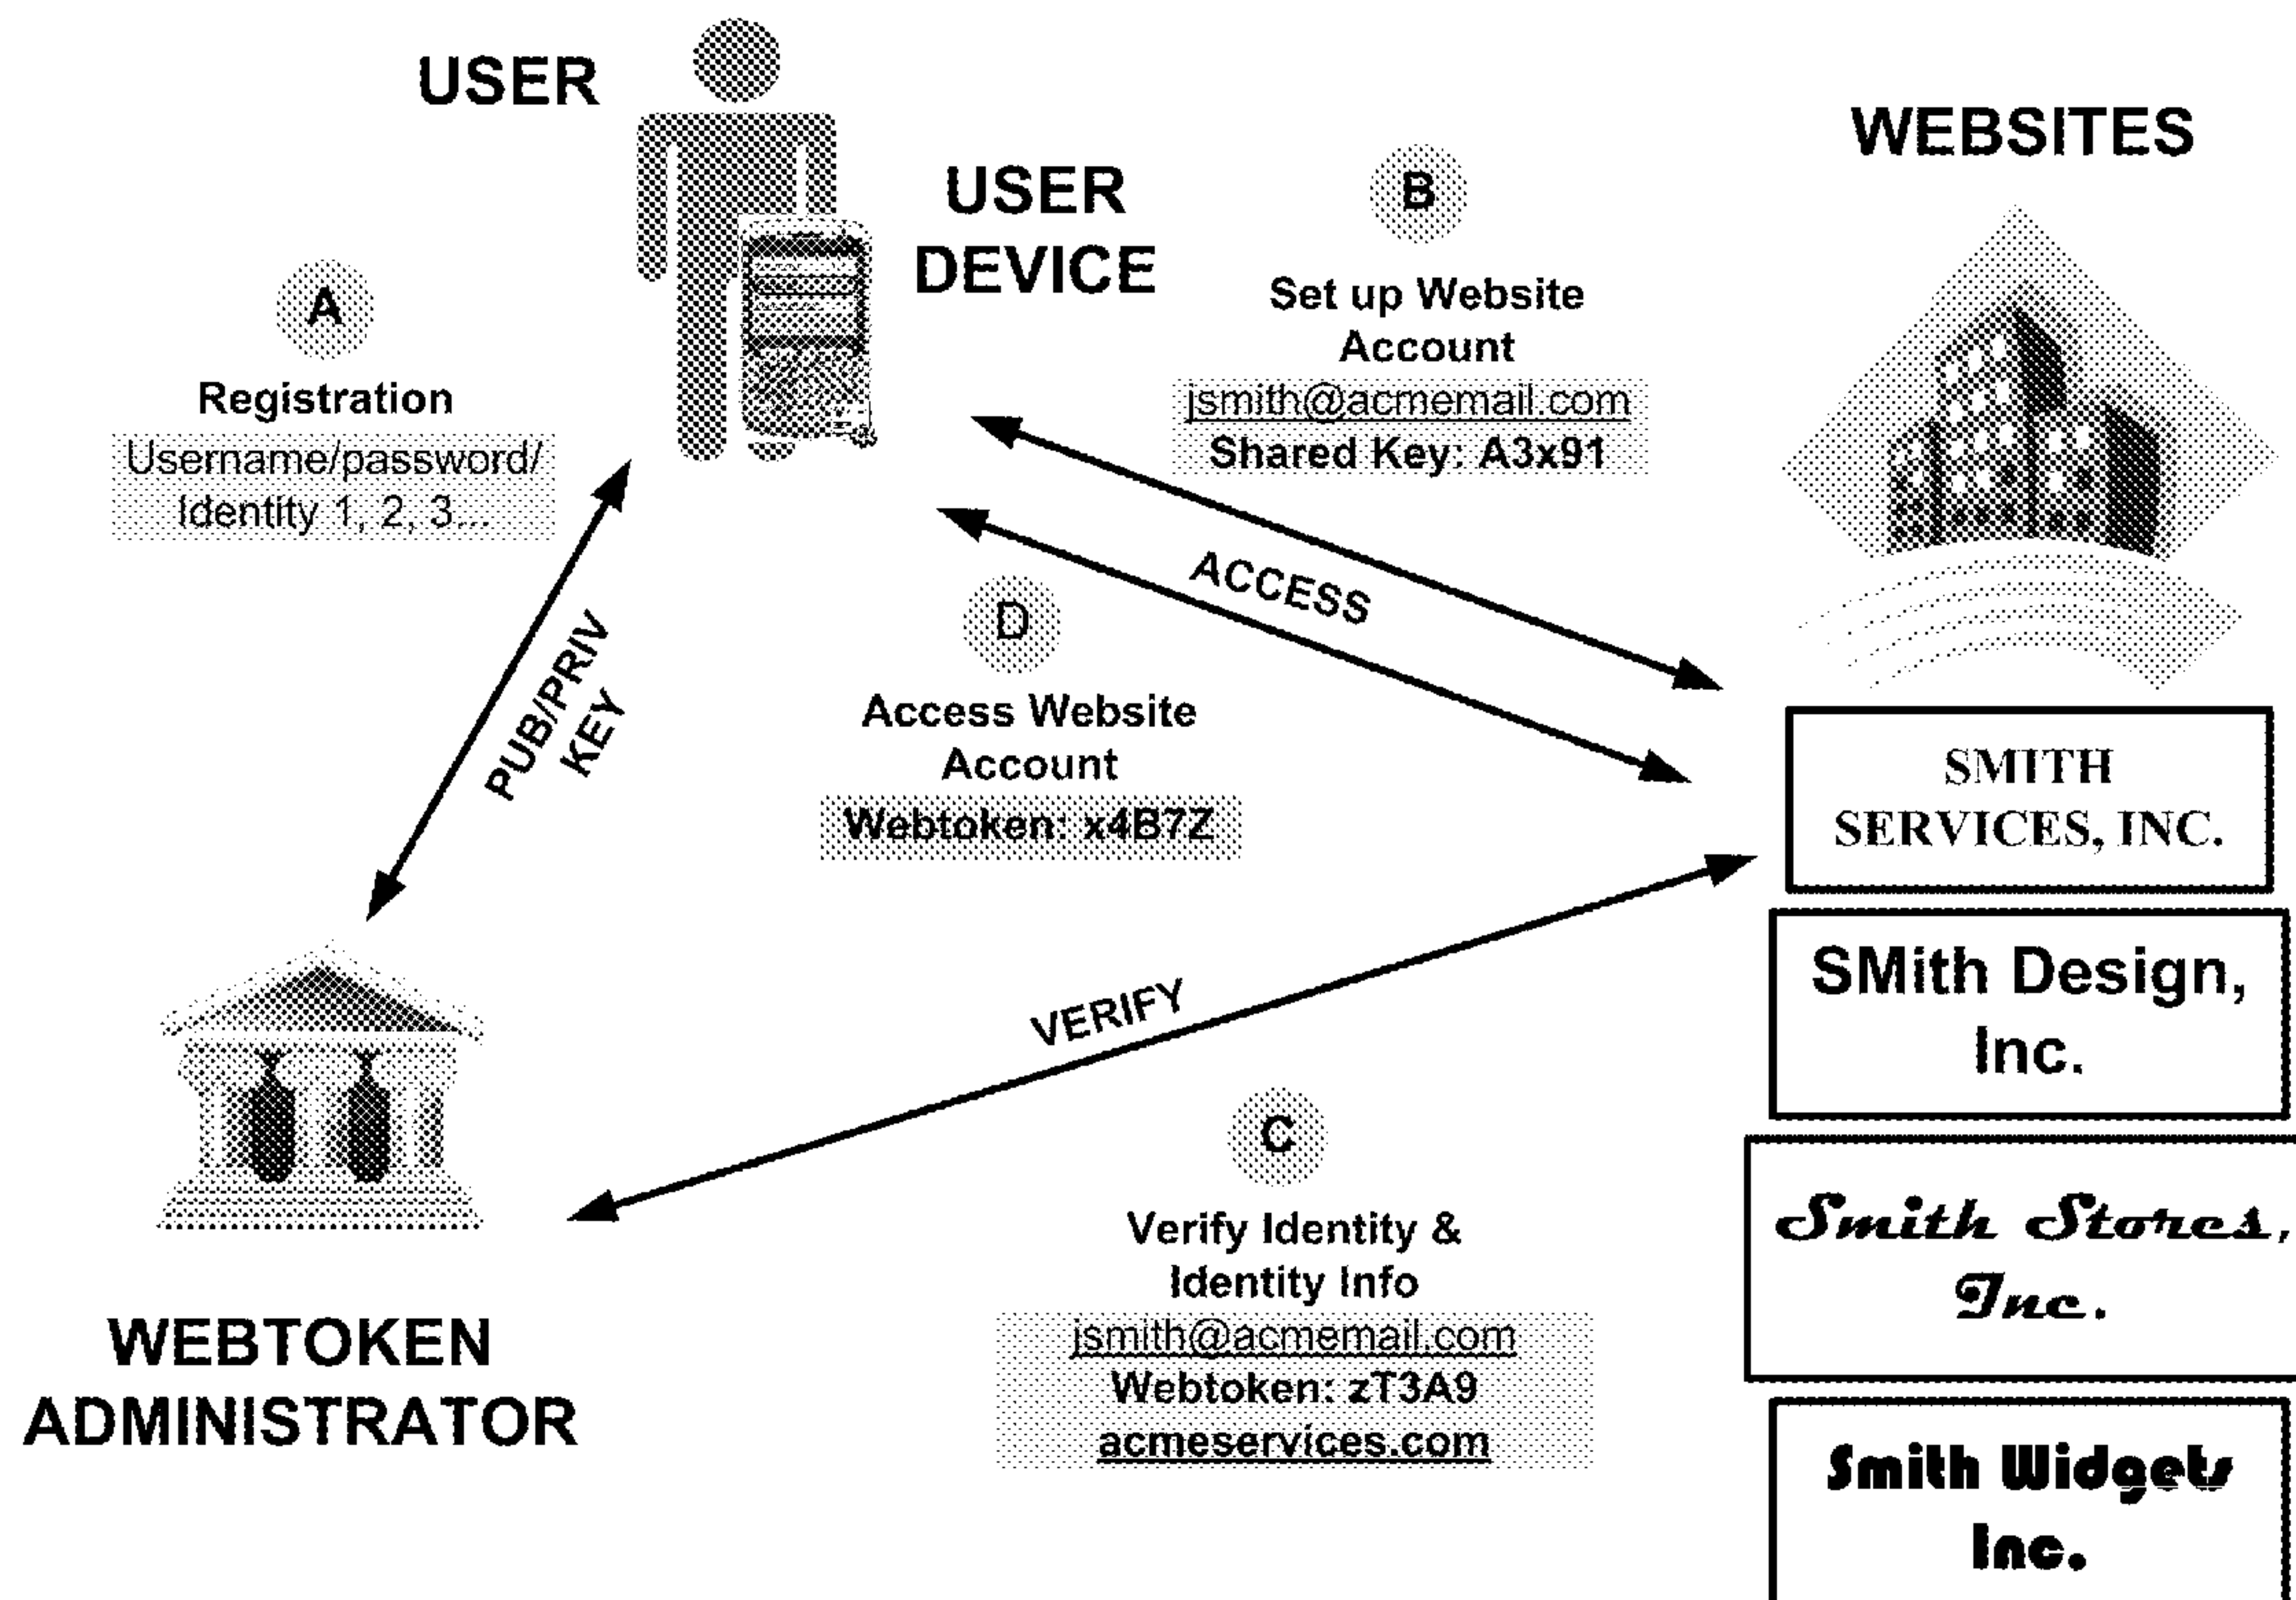 USER
USER
DEVICE
WEBSITES
A
Registration
Username/password/
Identity 1, 2, 3...
B
Set up Website
Account
jsmith@acmemail.com
Shared Key: A3x91
PUB/PRIV
KEY
ACCESS
D
Access Website
Account
Webtoken: x4B7Z
VERIFY
C
Verify Identity &
Identity Info
jsmith@acmemail.com
Webtoken: zT3A9
acmeservices.com
WEBTOKEN
ADMINISTRATOR
SMITH
SERVICES, INC.
SMith Design,
Inc.
Smith Stores,
Inc.
Smith Widgets
Inc.